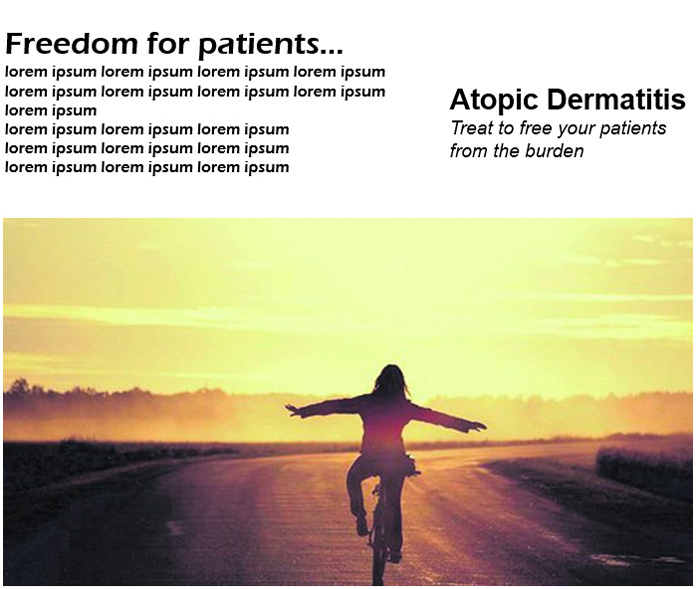 Freedom for patients...
lorem ipsum lorem ipsum lorem ipsum lorem ipsum
lorem ipsum lorem ipsum lorem ipsum lorem ipsum
lorem ipsum
lorem ipsum lorem ipsum lorem ipsum
lorem ipsum lorem ipsum lorem ipsum
lorem ipsum lorem ipsum lorem ipsum
Atopic Dermatitis
Treat to free your patients
from the burden